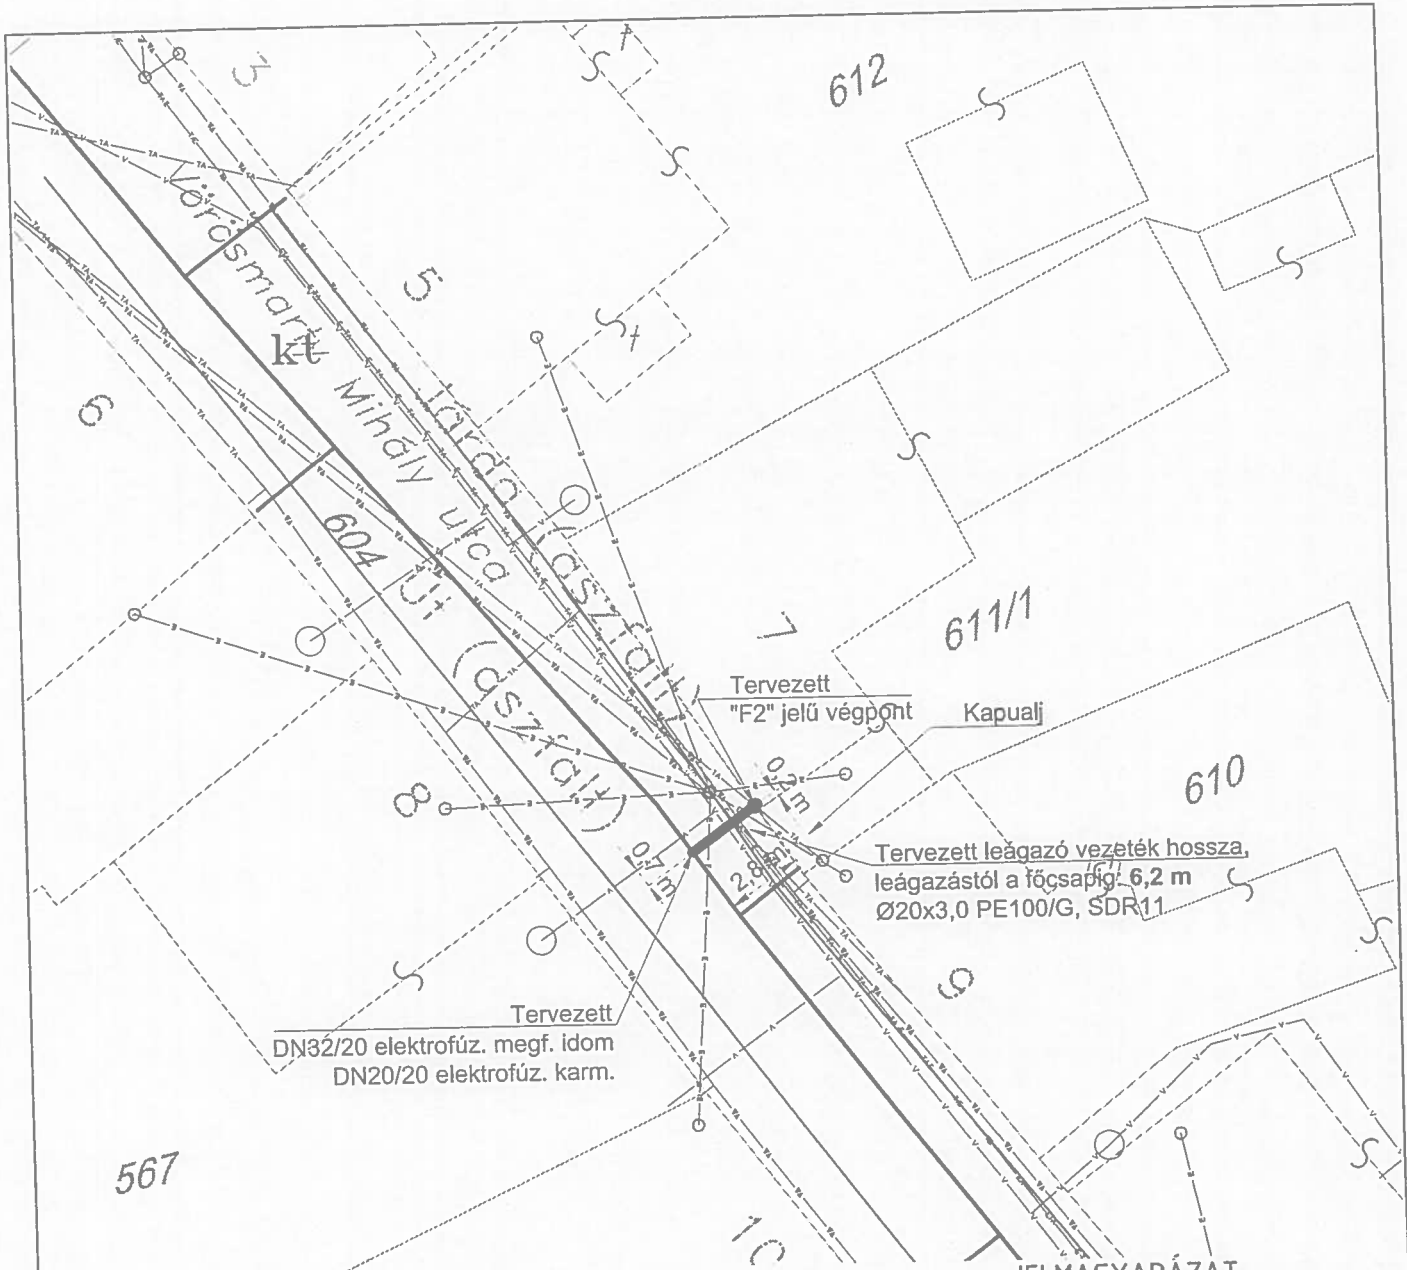 3
612
Vörösmart
kt
Mihály
utca
5
Járda (aszfalt)
6
604
Út (aszfalt)
7
611/1
Tervezett
"F2" jelű végpont
Kapualj
8
0,2 m
610
0,7 m
2,8 m
Tervezett leágazó vezeték hossza,
leágazástól a főcsapig: 6,2 m
Ø20x3,0 PE100/G, SDR11
9
Tervezett
DN32/20 elektrofúz. megf. idom
DN20/20 elektrofúz. karm.
567
10